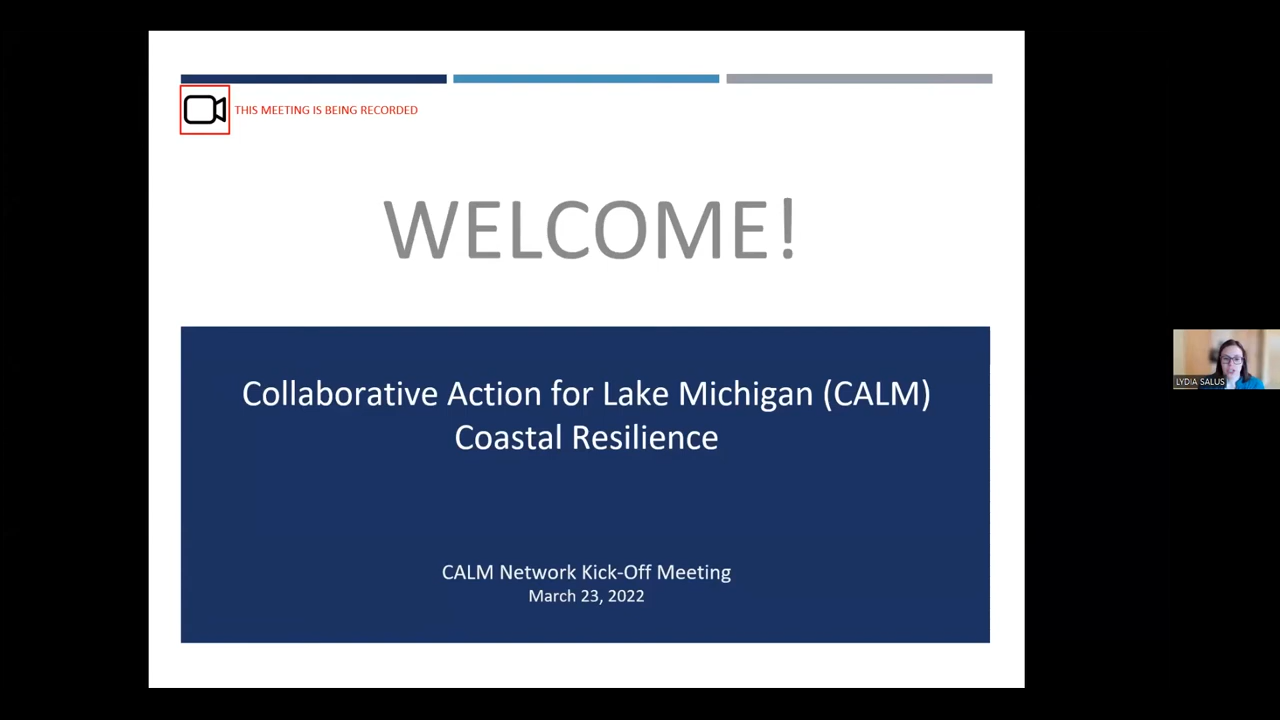 THIS MEETING IS BEING RECORDED
WELCOME!
Collaborative Action for Lake Michigan (CALM)
Coastal Resilience
CALM Network Kick-Off Meeting
March 23, 2022
LYDIA SALUS